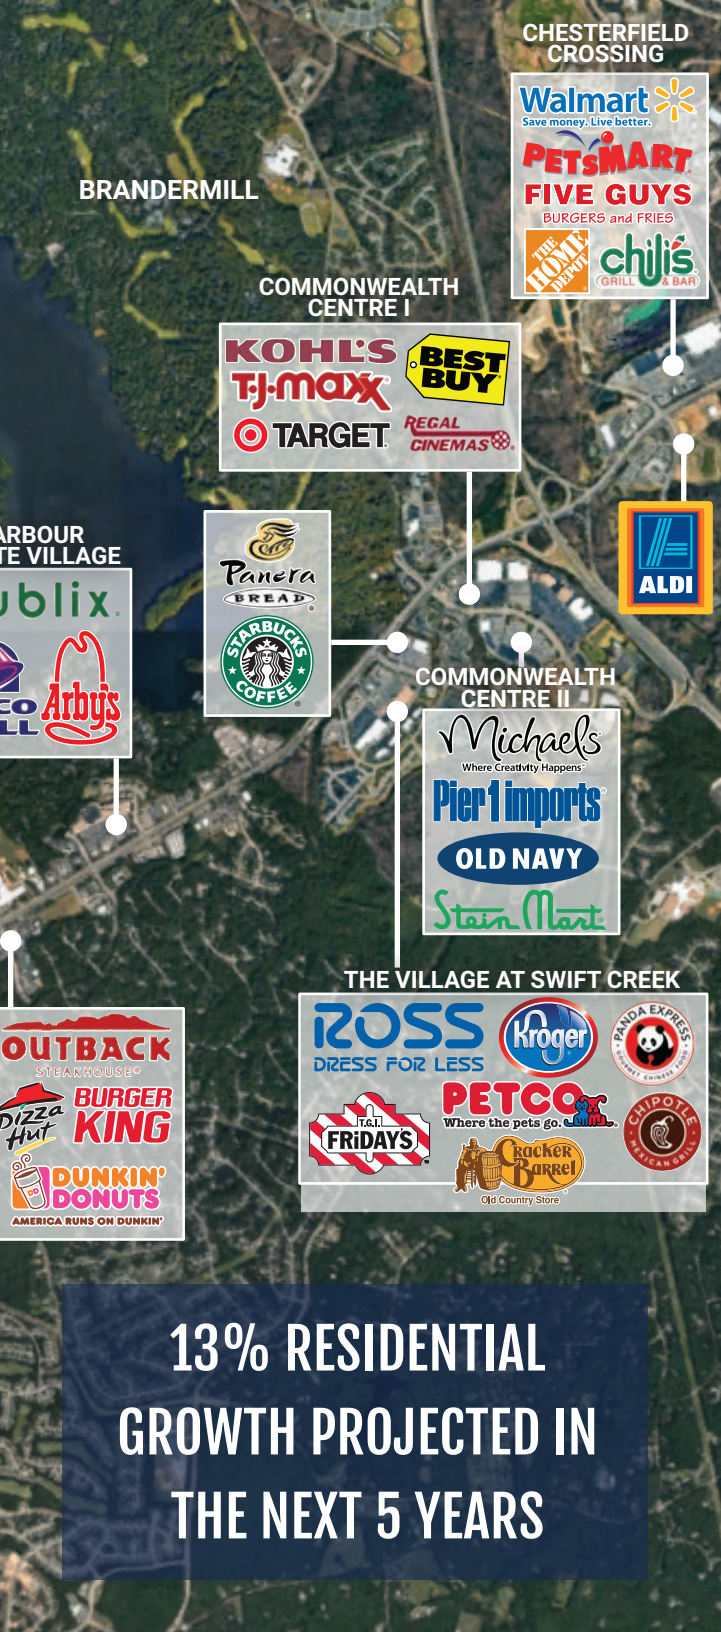 CHESTERFIELD
CROSSING
Walmart
Save money. Live better.
PETSMART
FIVE GUYS
BURGERS and FRIES
THE
HOME
DEPOT
chili's
GRILL & BAR
BRANDERMILL
COMMONWEALTH
CENTRE I
KOHL'S
T.J.maxx
BEST
BUY
TARGET
REGAL
CINEMAS
ALDI
ARBOUR
TE VILLAGE
ublix.
CO
LL
Arby's
Panera
BREAD
STARBUCKS
COFFEE
COMMONWEALTH
CENTRE II
Michaels
Where Creativity Happens
Pier 1 imports
OLD NAVY
Stein Mart
THE VILLAGE AT SWIFT CREEK
ROSS
DRESS FOR LESS
Kroger
PANDA EXPRESS
GOURMET CHINESE FOOD
T.G.I.
FRiDAY'S
PETCO
Where the pets go.
CHIPOTLE
MEXICAN GRILL
Cracker
Barrel
Old Country Store
OUTBACK
STEAKHOUSE®
Pizza
Hut
BURGER
KING
DD
DUNKIN'
DONUTS
AMERICA RUNS ON DUNKIN'
13% RESIDENTIAL
GROWTH PROJECTED IN
THE NEXT 5 YEARS